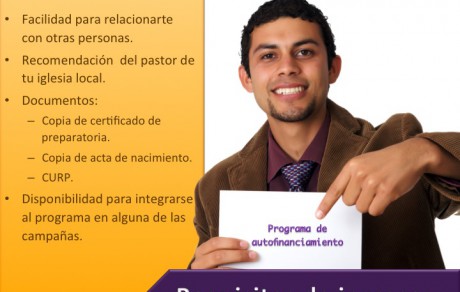 • Facilidad para relacionarte
con otras personas.
• Recomendación del pastor de
tu iglesia local.
• Documentos:
– Copia de certificado de
preparatoria.
– Copia de acta de nacimiento.
– CURP.
• Disponibilidad para integrarse
al programa en alguna de las
campañas.
Programa de
autofinanciamiento